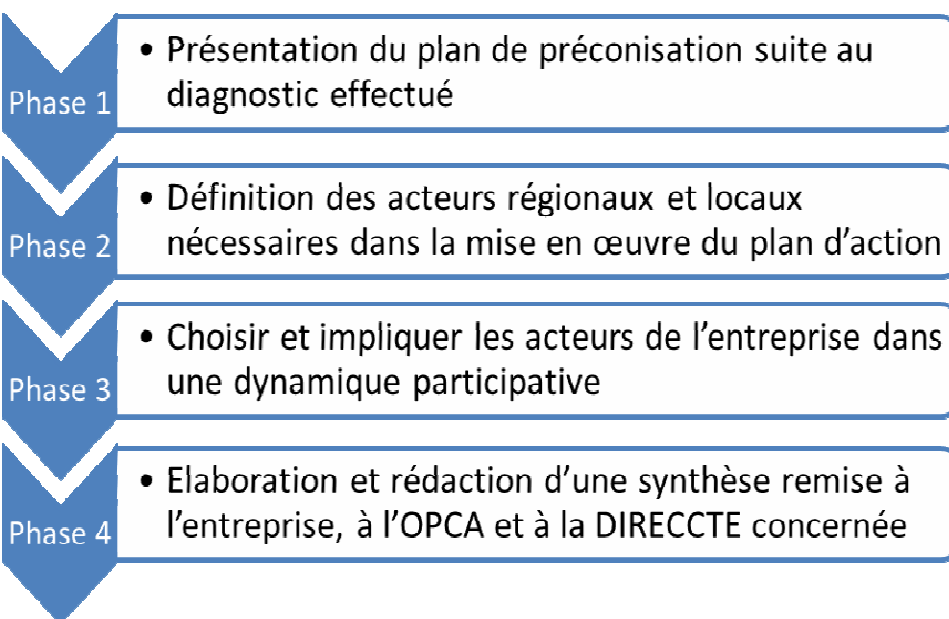 Phase 1
• Présentation du plan de préconisation suite au
diagnostic effectué
Phase 2
• Définition des acteurs régionaux et locaux
nécessaires dans la mise en œuvre du plan d’action
Phase 3
• Choisir et impliquer les acteurs de l’entreprise dans
une dynamique participative
Phase 4
• Elaboration et rédaction d’une synthèse remise à
l’entreprise, à l’OPCA et à la DIRECCTE concernée